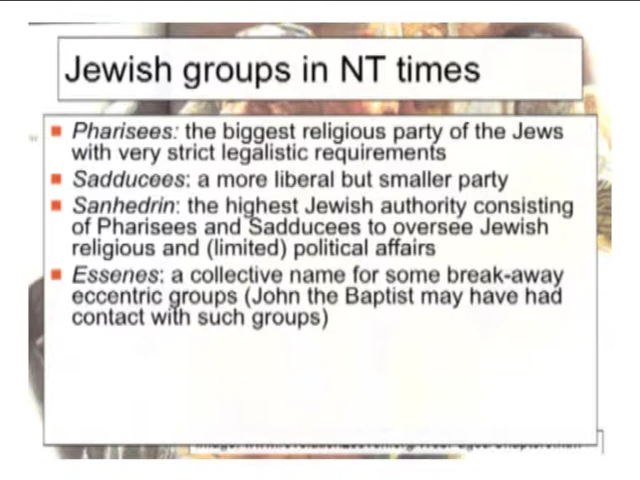 Jewish groups in NT times
Pharisees: the biggest religious party of the Jews
with very strict legalistic requirements
Sadducees: a more liberal but smaller party
Sanhedrin: the highest Jewish authority consisting
of Pharisees and Sadducees to oversee Jewish
religious and (limited) political affairs
Essenes: a collective name for some break-away
eccentric groups (John the Baptist may have had
contact with such groups)